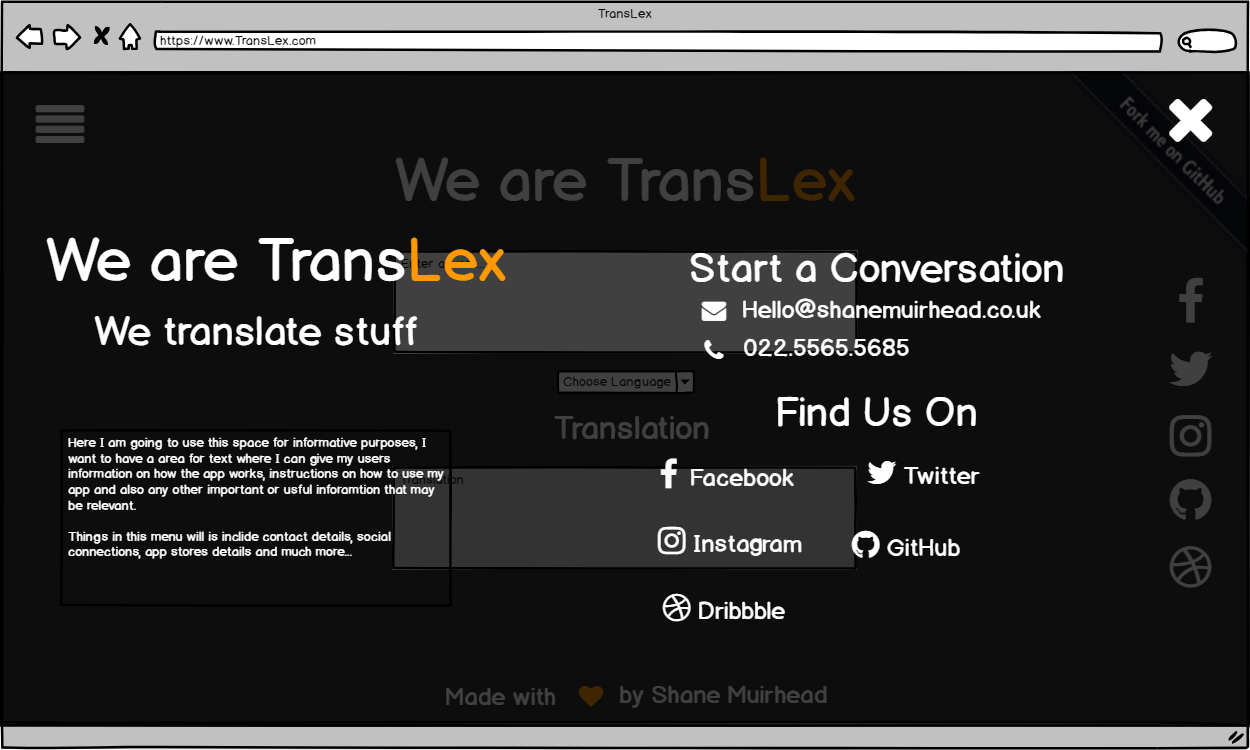 TransLex
https://www.TransLex.com
Fork me on GitHub
We are TransLex
We are TransLex
Enter a
Start a Conversation
We translate stuff
Hello@shanemuirhead.co.uk
022.5565.5685
Choose Language
Find Us On
Translation
Here I am going to use this space for informative purposes, I
want to have a area for text where I can give my users
information on how the app works, instructions on how to use my
app and also any other important or usful inforamtion that may
be relevant.
Things in this menu will is inclide contact details, social
connections, app stores details and much more...
Translation
Facebook
Twitter
Instagram
GitHub
Dribbble
Made with by Shane Muirhead